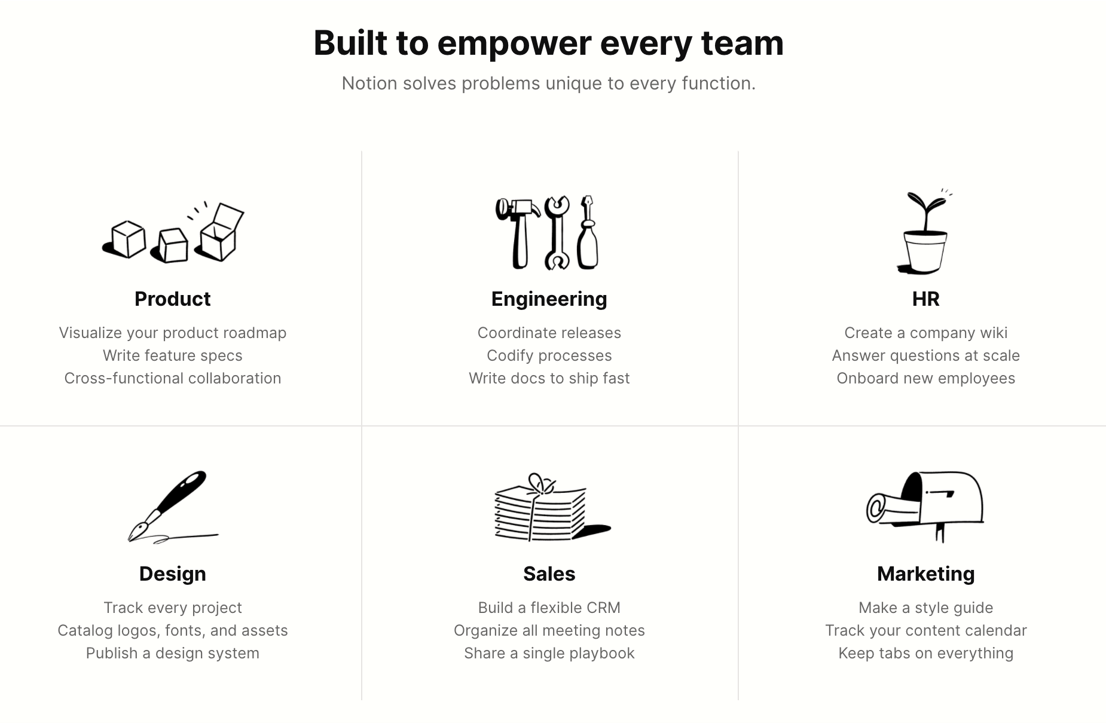 Built to empower every team
Notion solves problems unique to every function.
Product
Visualize your product roadmap
Write feature specs
Cross-functional collaboration
Engineering
Coordinate releases
Codify processes
Write docs to ship fast
HR
Create a company wiki
Answer questions at scale
Onboard new employees
Design
Track every project
Catalog logos, fonts, and assets
Publish a design system
Sales
Build a flexible CRM
Organize all meeting notes
Share a single playbook
Marketing
Make a style guide
Track your content calendar
Keep tabs on everything